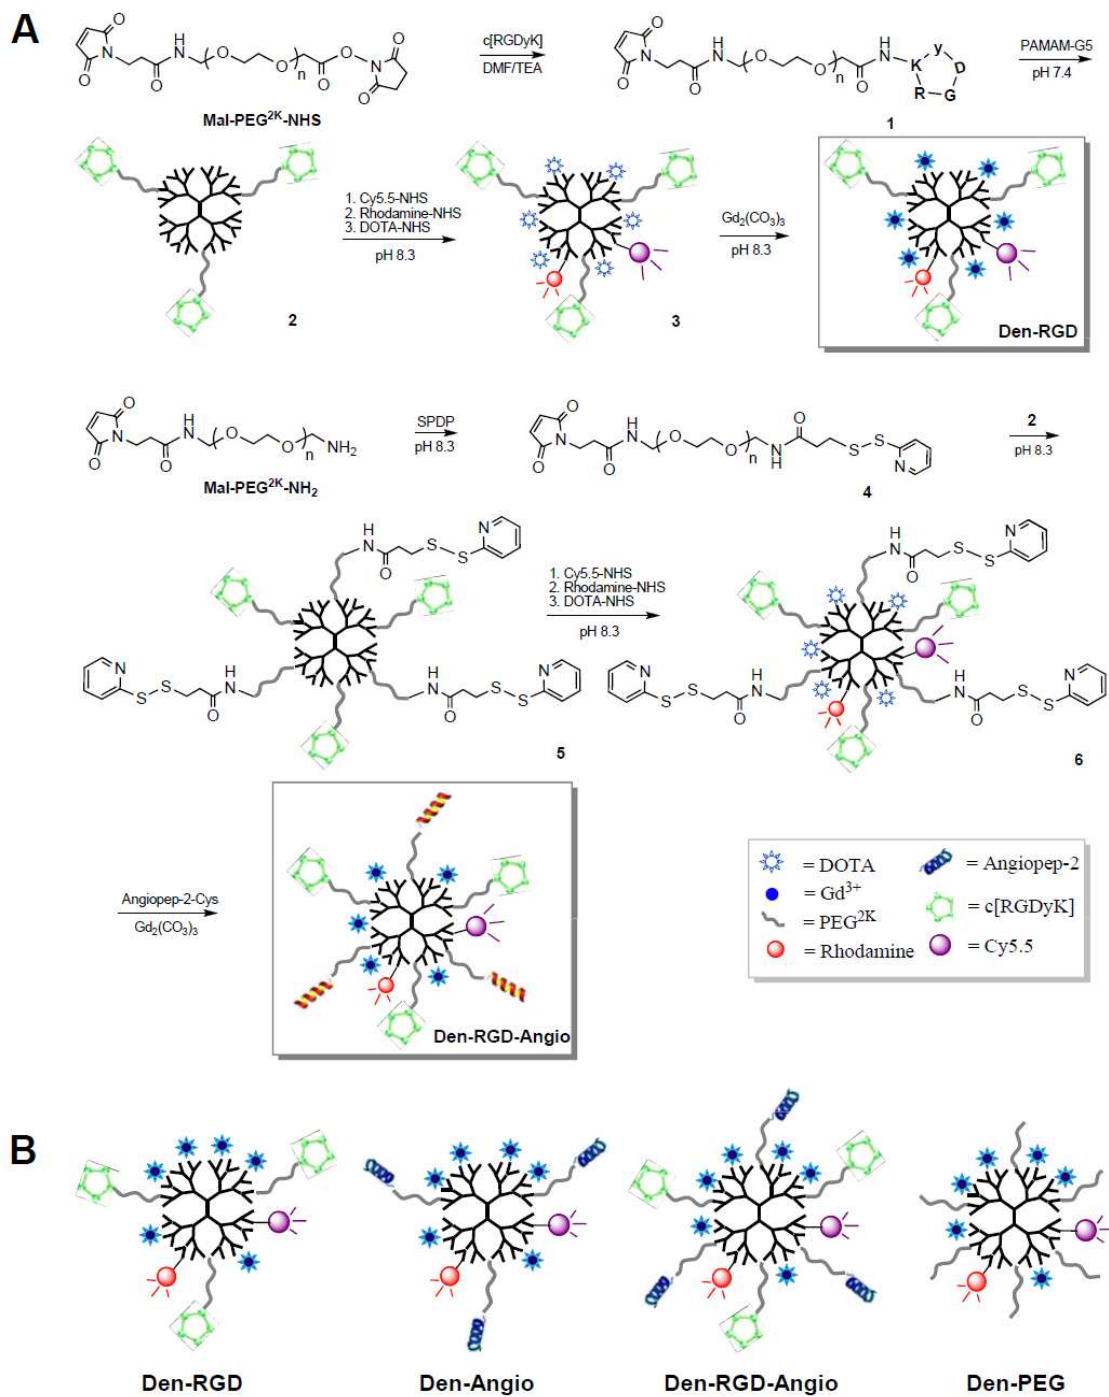 A
O
N
O
O
H
N
O
O
n
O
O
N
O
O
Mal-PEG2K-NHS
c[RGDyK]
DMF/TEA
O
N
O
O
H
N
O
O
n
O
H
N
K
y
D
R
G
1
PAMAM-G5
pH 7.4
2
1. Cy5.5-NHS
2. Rhodamine-NHS
3. DOTA-NHS
pH 8.3
3
Gd2(CO3)3
pH 8.3
Den-RGD
O
N
O
O
H
N
O
O
n
NH2
Mal-PEG2K-NH2
SPDP
pH 8.3
O
N
O
O
H
N
O
O
n
N
H
O
S
S
N
4
2
pH 8.3
H
N
O
S
S
N
N
S
S
O
H
N
H
N
O
S
S
N
5
1. Cy5.5-NHS
2. Rhodamine-NHS
3. DOTA-NHS
pH 8.3
H
N
O
S
S
N
N
S
S
O
H
N
H
N
O
S
S
N
6
Angiopep-2-Cys
Gd2(CO3)3
Den-RGD-Angio
= DOTA
= Gd3+
= PEG2K
= Rhodamine
= Angiopep-2
= c[RGDyK]
= Cy5.5
B
Den-RGD
Den-Angio
Den-RGD-Angio
Den-PEG